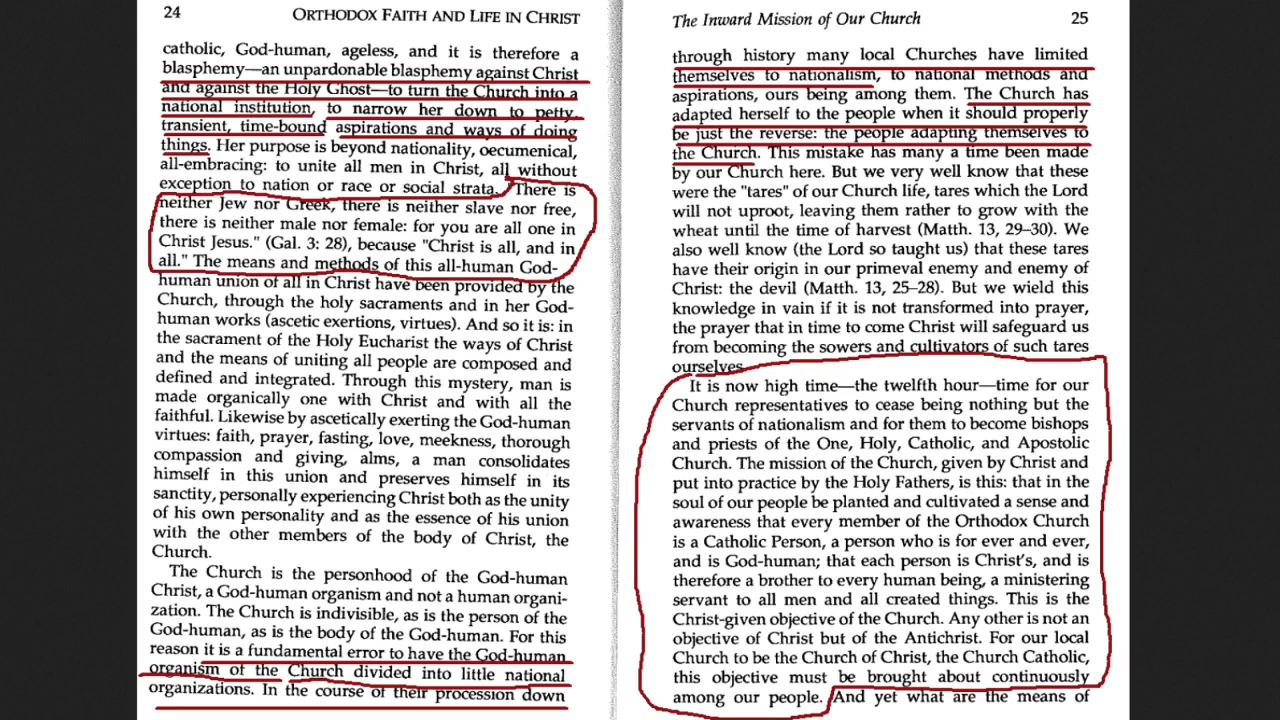 24
ORTHODOX FAITH AND LIFE IN CHRIST
catholic, God-human, ageless, and it is therefore a
blasphemy—an unpardonable blasphemy against Christ
and against the Holy Ghost—to turn the Church into a
national institution, to narrow her down to petty,
transient, time-bound aspirations and ways of doing
things. Her purpose is beyond nationality, oecumenical,
all-embracing: to unite all men in Christ, all without
exception to nation or race or social strata. "There is
neither Jew nor Greek, there is neither slave nor free,
there is neither male nor female: for you are all one in
Christ Jesus." (Gal. 3: 28), because "Christ is all, and in
all." The means and methods of this all-human God-
human union of all in Christ have been provided by the
Church, through the holy sacraments and in her God-
human works (ascetic exertions, virtues). And so it is: in
the sacrament of the Holy Eucharist the ways of Christ
and the means of uniting all people are composed and
defined and integrated. Through this mystery, man is
made organically one with Christ and with all the
faithful. Likewise by ascetically exerting the God-human
virtues: faith, prayer, fasting, love, meekness, thorough
compassion and giving, alms, a man consolidates
himself in this union and preserves himself in its
sanctity, personally experiencing Christ both as the unity
of his own personality and as the essence of his union
with the other members of the body of Christ, the
Church.
The Church is the personhood of the God-human
Christ, a God-human organism and not a human organi-
zation. The Church is indivisible, as is the person of the
God-human, as is the body of the God-human. For this
reason it is a fundamental error to have the God-human
organism of the Church divided into little national
organizations. In the course of their procession down
The Inward Mission of Our Church
25
through history many local Churches have limited
themselves to nationalism, to national methods and
aspirations, ours being among them. The Church has
adapted herself to the people when it should properly
be just the reverse: the people adapting themselves to
the Church. This mistake has many a time been made
by our Church here. But we very well know that these
were the "tares" of our Church life, tares which the Lord
will not uproot, leaving them rather to grow with the
wheat until the time of harvest (Matth. 13, 29–30). We
also well know (the Lord so taught us) that these tares
have their origin in our primeval enemy and enemy of
Christ: the devil (Matth. 13, 25–28). But we wield this
knowledge in vain if it is not transformed into prayer,
the prayer that in time to come Christ will safeguard us
from becoming the sowers and cultivators of such tares
ourselves.
It is now high time—the twelfth hour—time for our
Church representatives to cease being nothing but the
servants of nationalism and for them to become bishops
and priests of the One, Holy, Catholic, and Apostolic
Church. The mission of the Church, given by Christ and
put into practice by the Holy Fathers, is this: that in the
soul of our people be planted and cultivated a sense and
awareness that every member of the Orthodox Church
is a Catholic Person, a person who is for ever and ever,
and is God-human; that each person is Christ's, and is
therefore a brother to every human being, a ministering
servant to all men and all created things. This is the
Christ-given objective of the Church. Any other is not an
objective of Christ but of the Antichrist. For our local
Church to be the Church of Christ, the Church Catholic,
this objective must be brought about continuously
among our people. And yet what are the means of